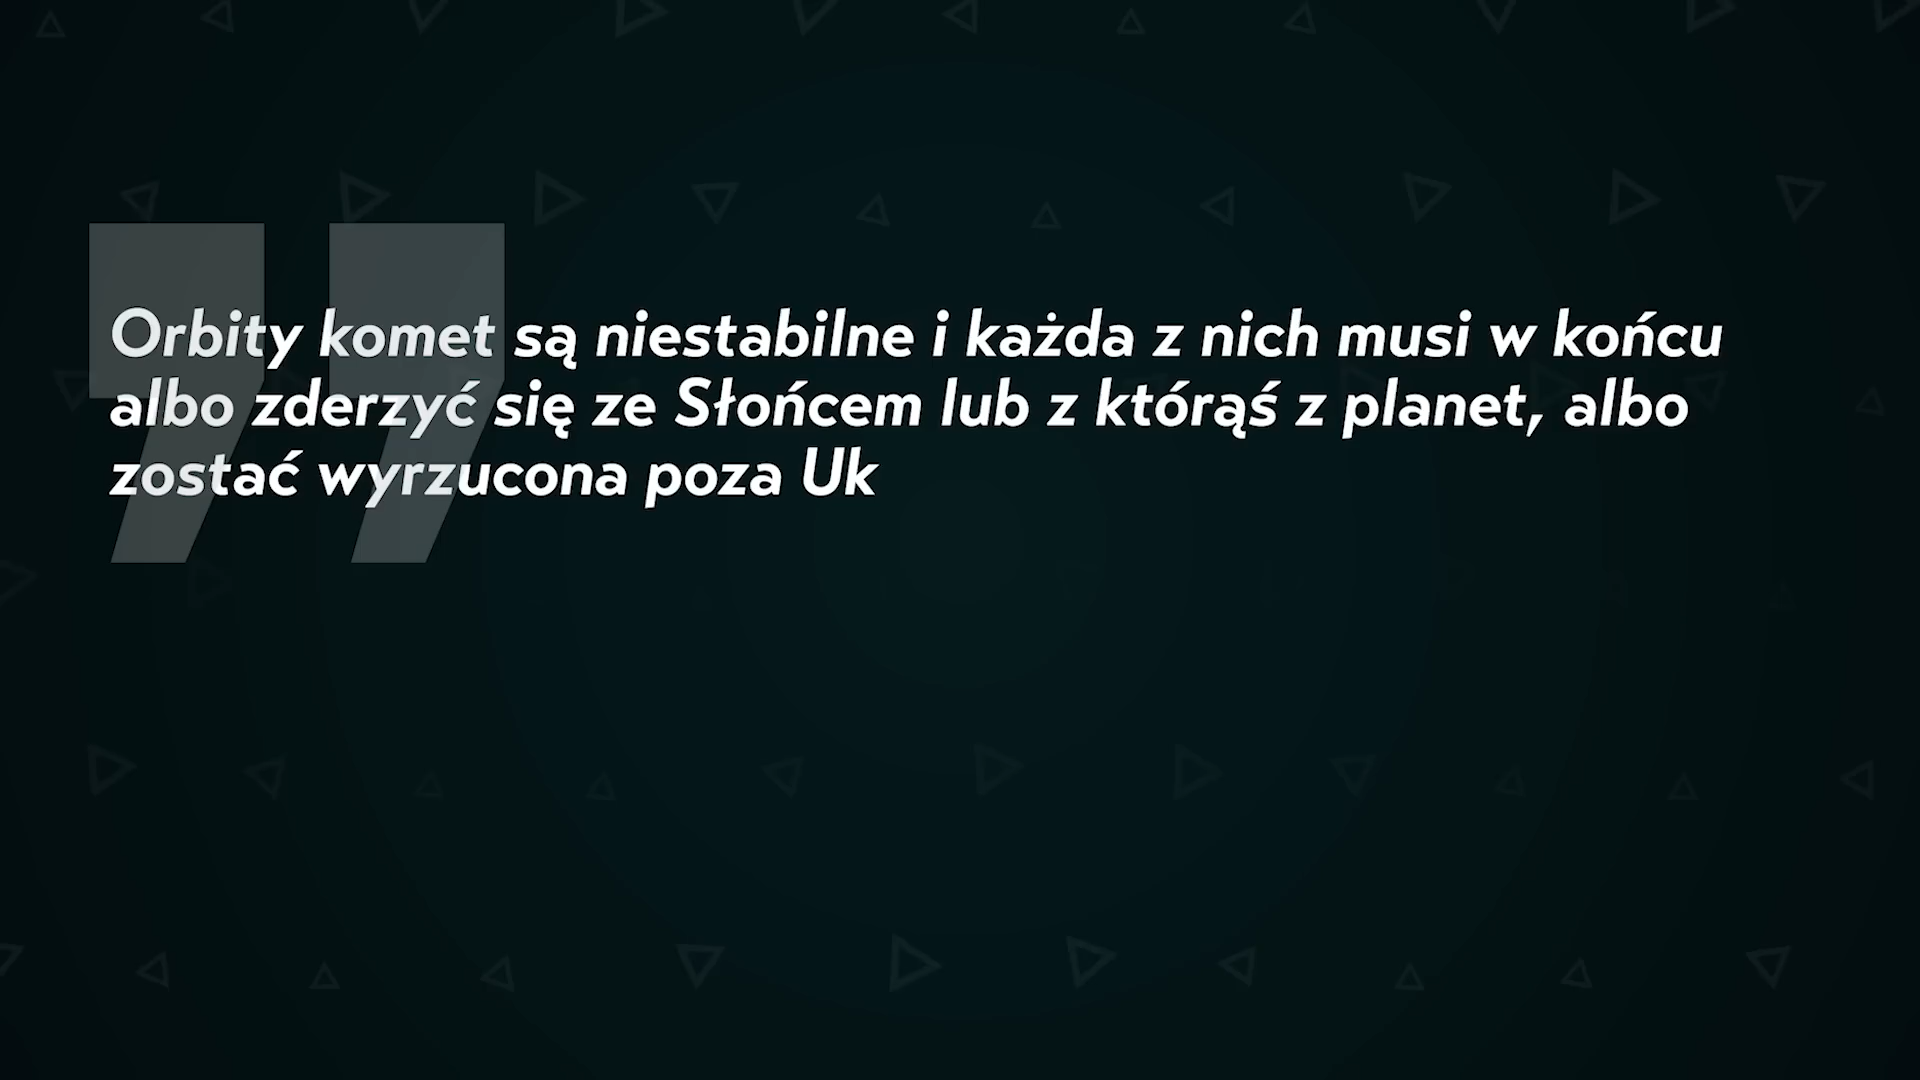 Orbity komet są niestabilne i każda z nich musi w końcu
albo zderzyć się ze Słońcem lub z którąś z planet, albo
zostać wyrzucona poza Uk